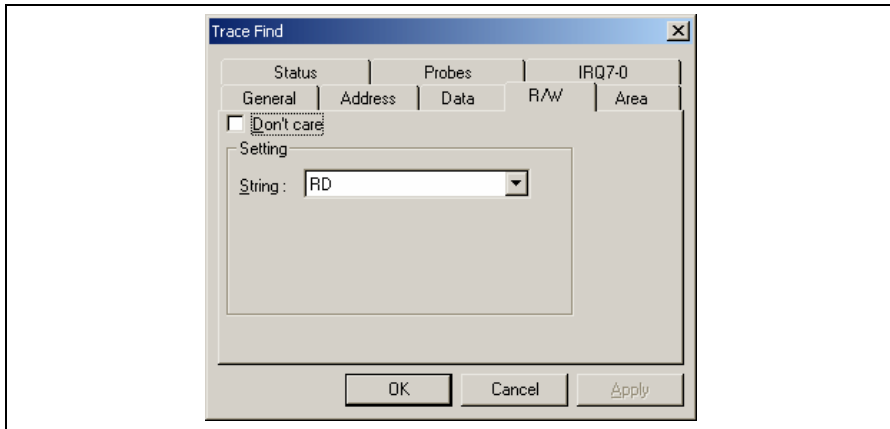 Trace Find
Status Probes IRQ7-0
General Address Data R/W Area
Don't care
Setting
String : RD
OK Cancel Apply